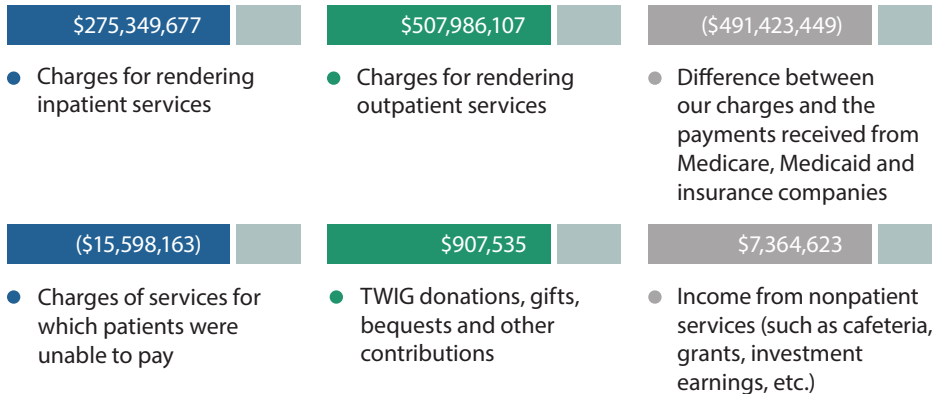 $275,349,677
Charges for rendering
inpatient services
$507,986,107
Charges for rendering
outpatient services
($491,423,449)
Difference between
our charges and the
payments received from
Medicare, Medicaid and
insurance companies
($15,598,163)
Charges of services for
which patients were
unable to pay
$907,535
TWIG donations, gifts,
bequests and other
contributions
$7,364,623
Income from nonpatient
services (such as cafeteria,
grants, investment
earnings, etc.)